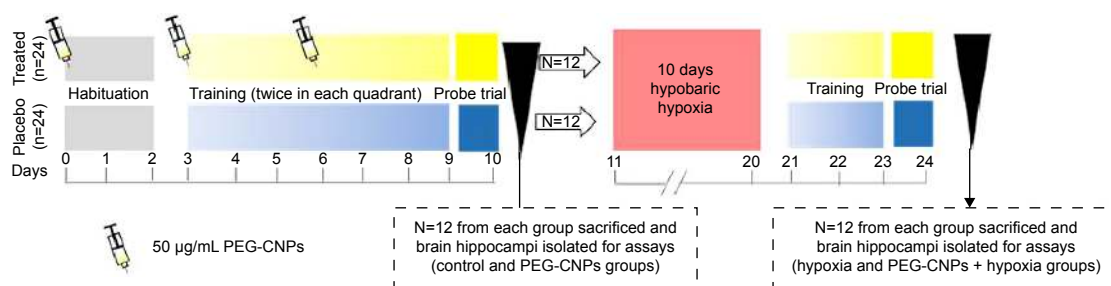 Treated
(n=24)
Placebo
(n=24)
Habituation
Training (twice in each quadrant)
Probe trial
N=12
N=12
10 days
hypobaric
hypoxia
Training
Probe trial
0 1 2 3 4 5 6 7 8 9 10
Days
11 20 21 22 23 24
50 µg/mL PEG-CNPs
N=12 from each group sacrificed and
brain hippocampi isolated for assays
(control and PEG-CNPs groups)
N=12 from each group sacrificed and
brain hippocampi isolated for assays
(hypoxia and PEG-CNPs + hypoxia groups)